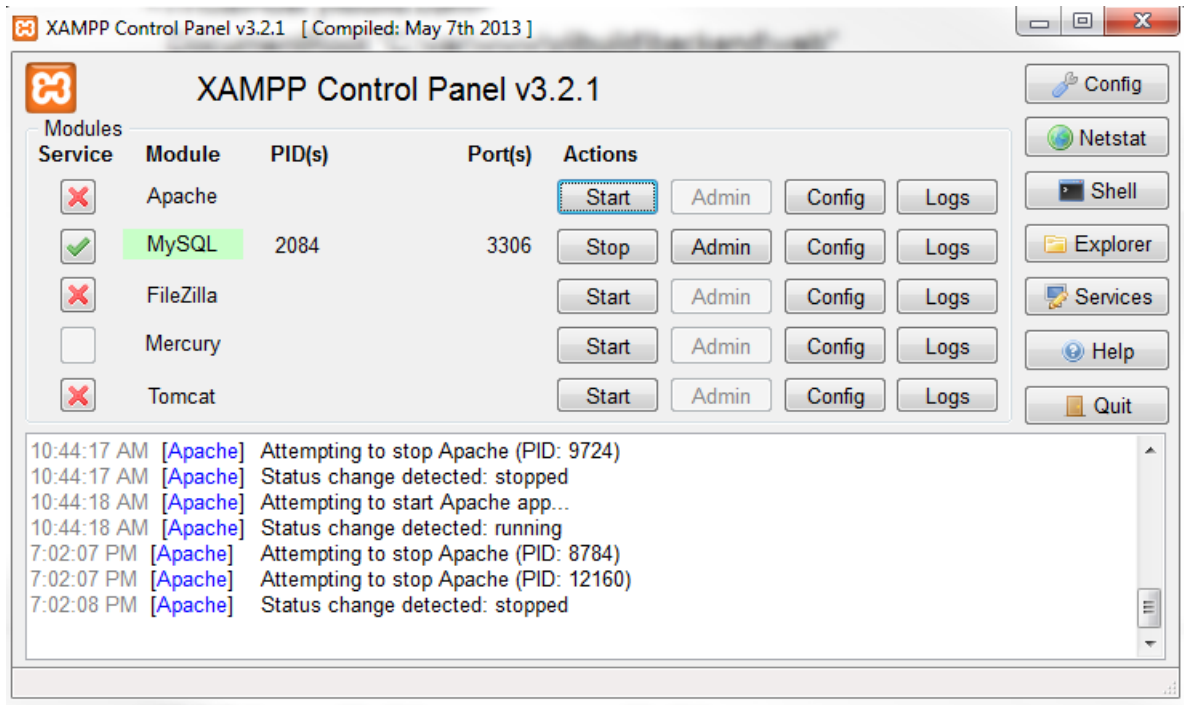 XAMPP Control Panel v3.2.1 [ Compiled: May 7th 2013 ]
XAMPP Control Panel v3.2.1
Config
Modules
Netstat
Service Module PID(s) Port(s) Actions
Apache Start Admin Config Logs
Shell
MySQL 2084 3306 Stop Admin Config Logs
Explorer
FileZilla Start Admin Config Logs
Services
Mercury Start Admin Config Logs
Help
Tomcat Start Admin Config Logs
Quit
10:44:17 AM [Apache] Attempting to stop Apache (PID: 9724)
10:44:17 AM [Apache] Status change detected: stopped
10:44:18 AM [Apache] Attempting to start Apache app...
10:44:18 AM [Apache] Status change detected: running
7:02:07 PM [Apache] Attempting to stop Apache (PID: 8784)
7:02:07 PM [Apache] Attempting to stop Apache (PID: 12160)
7:02:08 PM [Apache] Status change detected: stopped